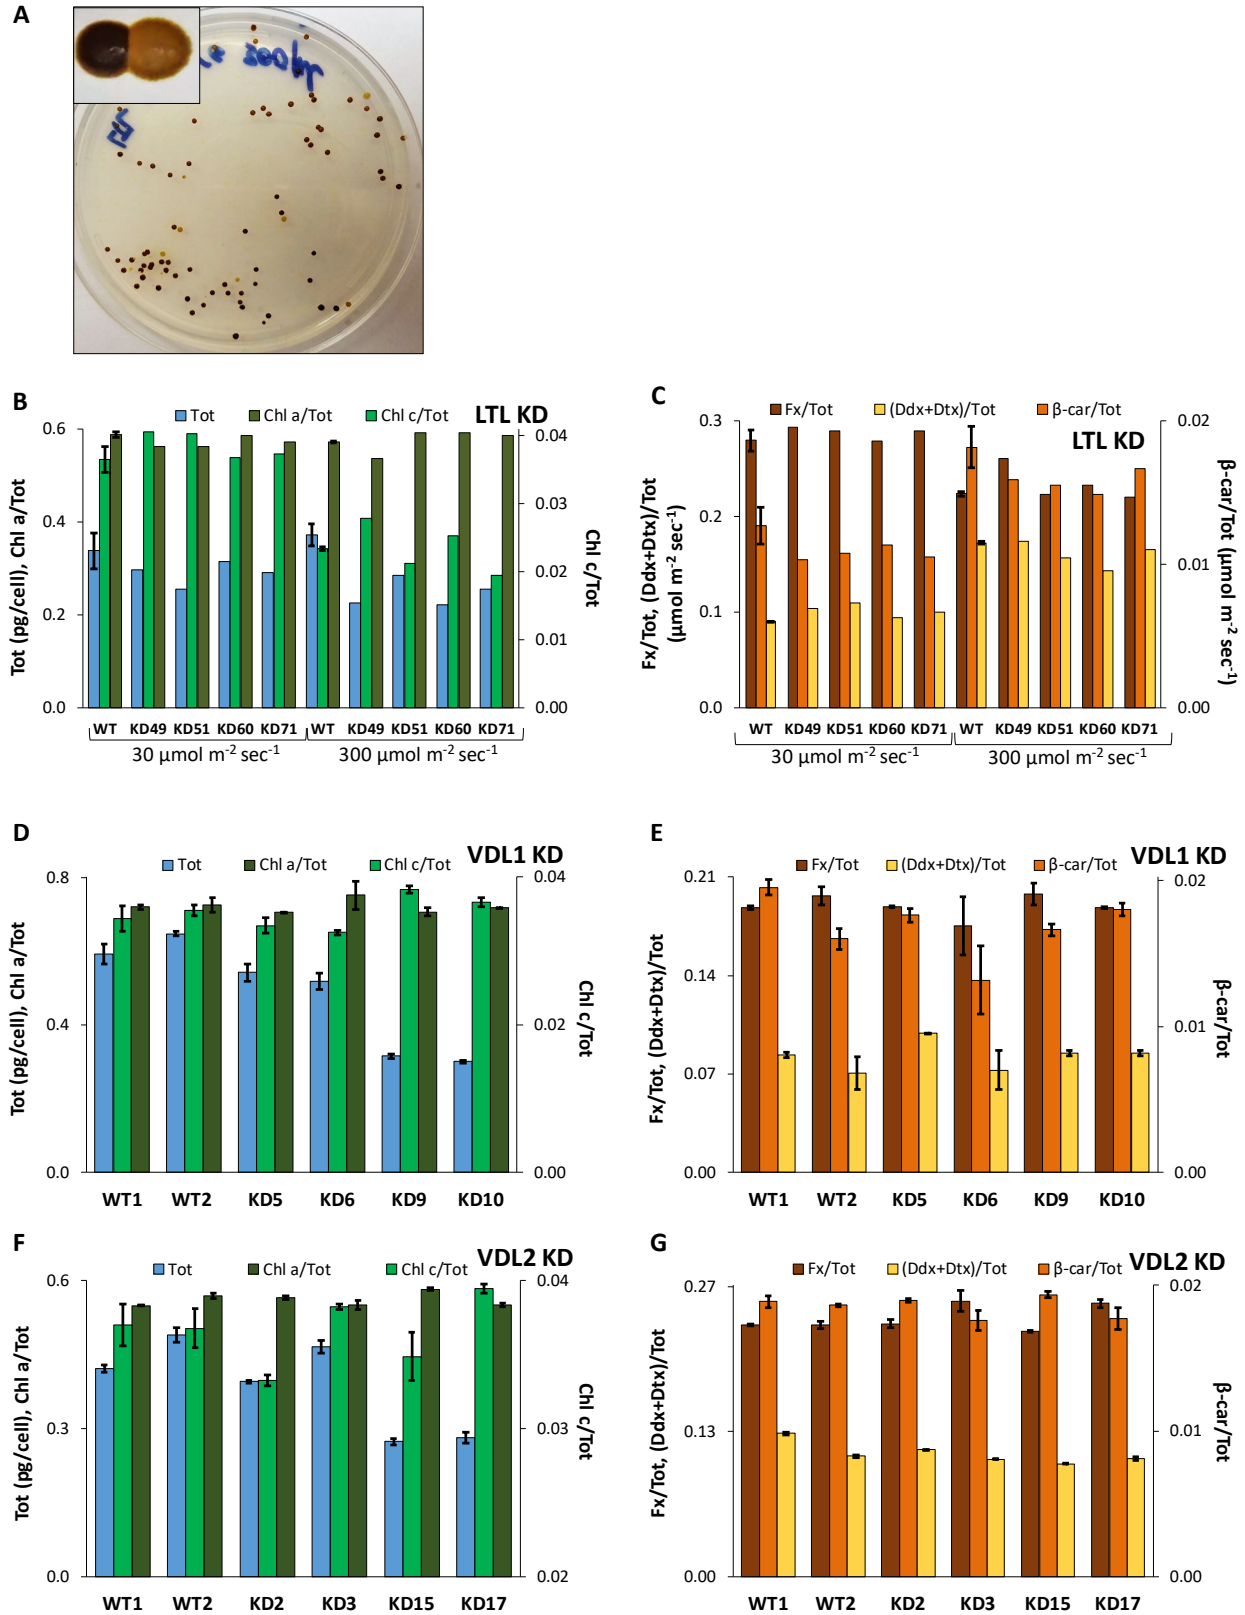 A
B
Tot
Chl a/Tot
Chl c/Tot
LTL KD
Tot (pg/cell), Chl a/Tot
0.6
0.4
0.2
0.0
0.04
0.03
0.02
0.01
0.00
Chl c/Tot
WT KD49 KD51 KD60 KD71 WT KD49 KD51 KD60 KD71
30 µmol m-2 sec-1
300 µmol m-2 sec-1
C
Fx/Tot
(Ddx+Dtx)/Tot
β-car/Tot
LTL KD
Fx/Tot, (Ddx+Dtx)/Tot
(µmol m-2 sec-1)
0.3
0.2
0.1
0.0
0.02
0.01
0.00
β-car/Tot (µmol m-2 sec-1)
WT KD49 KD51 KD60 KD71 WT KD49 KD51 KD60 KD71
30 µmol m-2 sec-1
300 µmol m-2 sec-1
D
Tot
Chl a/Tot
Chl c/Tot
VDL1 KD
Tot (pg/cell), Chl a/Tot
0.8
0.4
0.0
0.04
0.02
0.00
Chl c/Tot
WT1 WT2 KD5 KD6 KD9 KD10
E
Fx/Tot
(Ddx+Dtx)/Tot
β-car/Tot
VDL1 KD
Fx/Tot, (Ddx+Dtx)/Tot
0.21
0.14
0.07
0.00
0.02
0.01
0.00
β-car/Tot
WT1 WT2 KD5 KD6 KD9 KD10
F
Tot
Chl a/Tot
Chl c/Tot
VDL2 KD
Tot (pg/cell), Chl a/Tot
0.6
0.3
0.0
0.04
0.03
0.02
Chl c/Tot
WT1 WT2 KD2 KD3 KD15 KD17
G
Fx/Tot
(Ddx+Dtx)/Tot
β-car/Tot
VDL2 KD
Fx/Tot, (Ddx+Dtx)/Tot
0.27
0.13
0.00
0.02
0.01
0.00
β-car/Tot
WT1 WT2 KD2 KD3 KD15 KD17